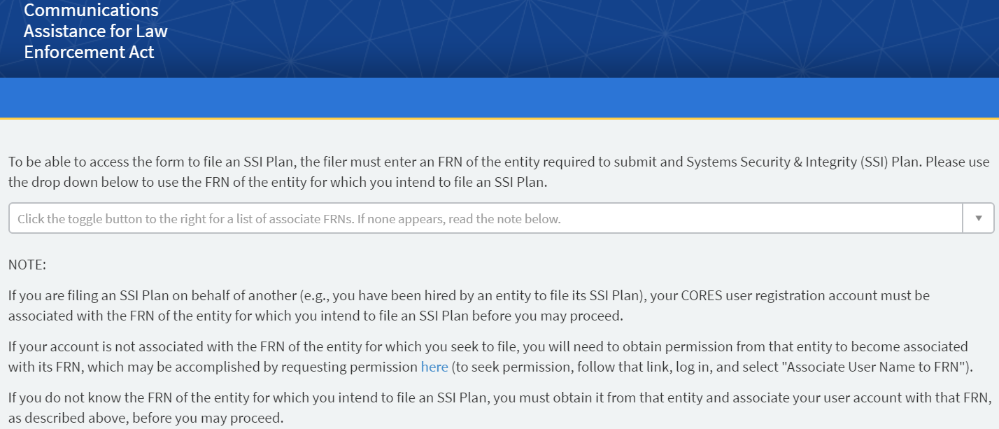 Communications
Assistance for Law
Enforcement Act
To be able to access the form to file an SSI Plan, the filer must enter an FRN of the entity required to submit and Systems Security & Integrity (SSI) Plan. Please use
the drop down below to use the FRN of the entity for which you intend to file an SSI Plan.
Click the toggle button to the right for a list of associate FRNs. If none appears, read the note below.
NOTE:
If you are filing an SSI Plan on behalf of another (e.g., you have been hired by an entity to file its SSI Plan), your CORES user registration account must be
associated with the FRN of the entity for which you intend to file an SSI Plan before you may proceed.
If your account is not associated with the FRN of the entity for which you seek to file, you will need to obtain permission from that entity to become associated
with its FRN, which may be accomplished by requesting permission here (to seek permission, follow that link, log in, and select "Associate User Name to FRN").
If you do not know the FRN of the entity for which you intend to file an SSI Plan, you must obtain it from that entity and associate your user account with that FRN,
as described above, before you may proceed.